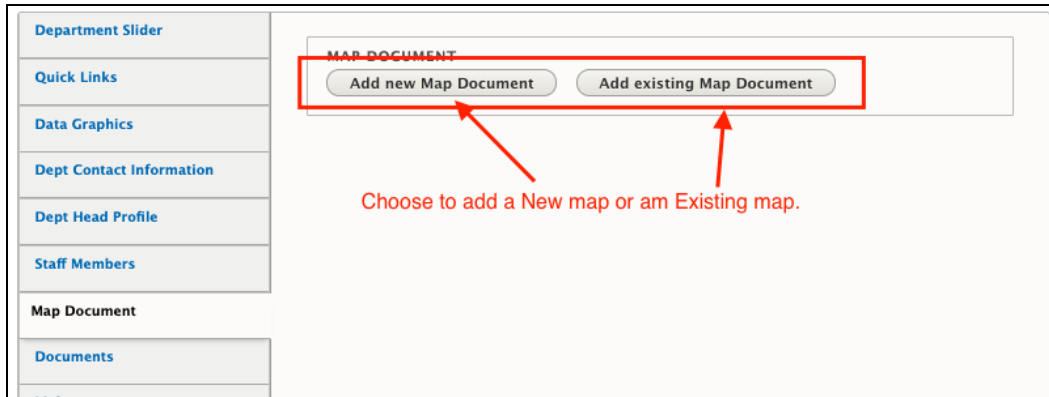 Department Slider
Quick Links
Data Graphics
Dept Contact Information
Dept Head Profile
Staff Members
Map Document
Documents
MAP DOCUMENT
Add new Map Document
Add existing Map Document
Choose to add a New map or am Existing map.